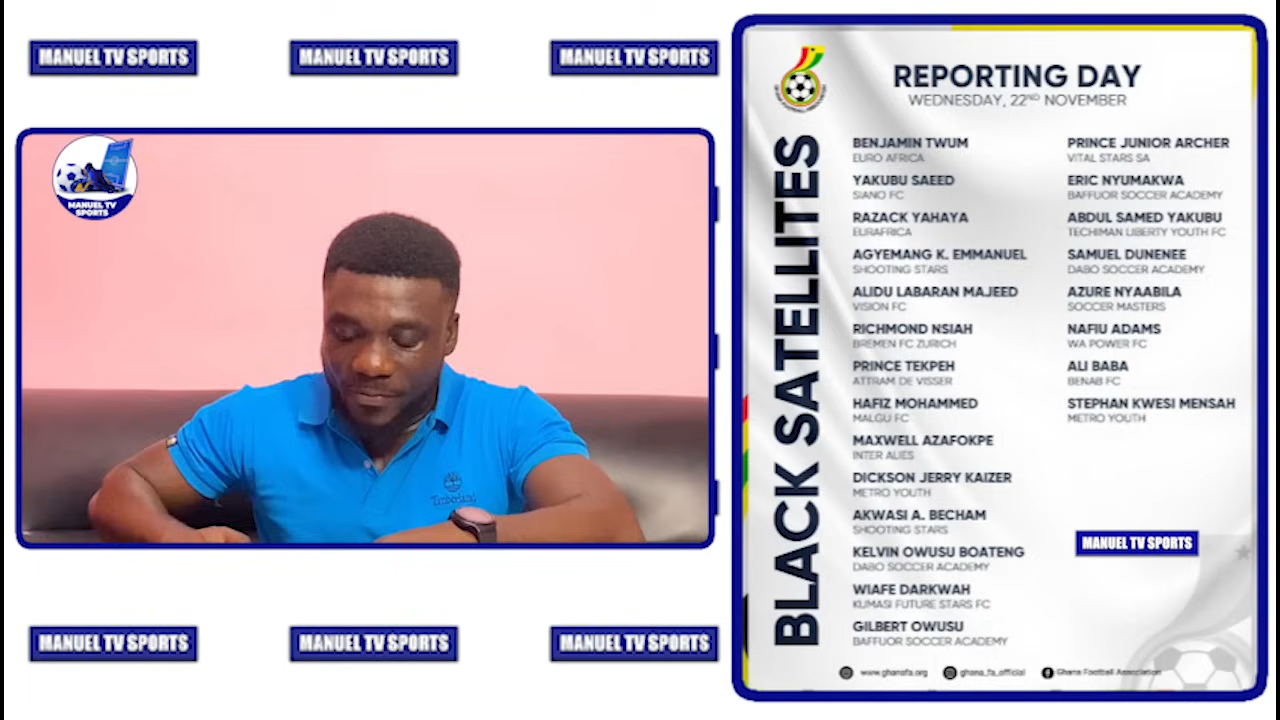 MANUEL TV SPORTS
MANUEL TV SPORTS
MANUEL TV SPORTS
MANUEL TV
SPORTS
Timberland
MANUEL TV SPORTS
MANUEL TV SPORTS
MANUEL TV SPORTS
REPORTING DAY
WEDNESDAY, 22ND NOVEMBER
BLACK SATELLITES
BENJAMIN TWUM
EURO AFRICA
YAKUBU SAEED
SIANO FC
RAZACK YAHAYA
EURAFRICA
AGYEMANG K. EMMANUEL
SHOOTING STARS
ALIDU LABARAN MAJEED
VISION FC
RICHMOND NSIAH
BREMEN FC ZURICH
PRINCE TEKPEH
ATTRAM DE VISSER
HAFIZ MOHAMMED
MALGU FC
MAXWELL AZAFOKPE
INTER ALIES
DICKSON JERRY KAIZER
METRO YOUTH
AKWASI A. BECHAM
SHOOTING STARS
KELVIN OWUSU BOATENG
DABO SOCCER ACADEMY
WIAFE DARKWAH
KUMASI FUTURE STARS FC
GILBERT OWUSU
BAFFUOR SOCCER ACADEMY
PRINCE JUNIOR ARCHER
VITAL STARS SA
ERIC NYUMAKWA
BAFFUOR SOCCER ACADEMY
ABDUL SAMED YAKUBU
TECHIMAN LIBERTY YOUTH FC
SAMUEL DUNENEE
DABO SOCCER ACADEMY
AZURE NYAABILA
SOCCER MASTERS
NAFIU ADAMS
WA POWER FC
ALI BABA
BENAB FC
STEPHAN KWESI MENSAH
METRO YOUTH
MANUEL TV SPORTS
www.ghanafa.org
ghana_fa_official
Ghana Football Association